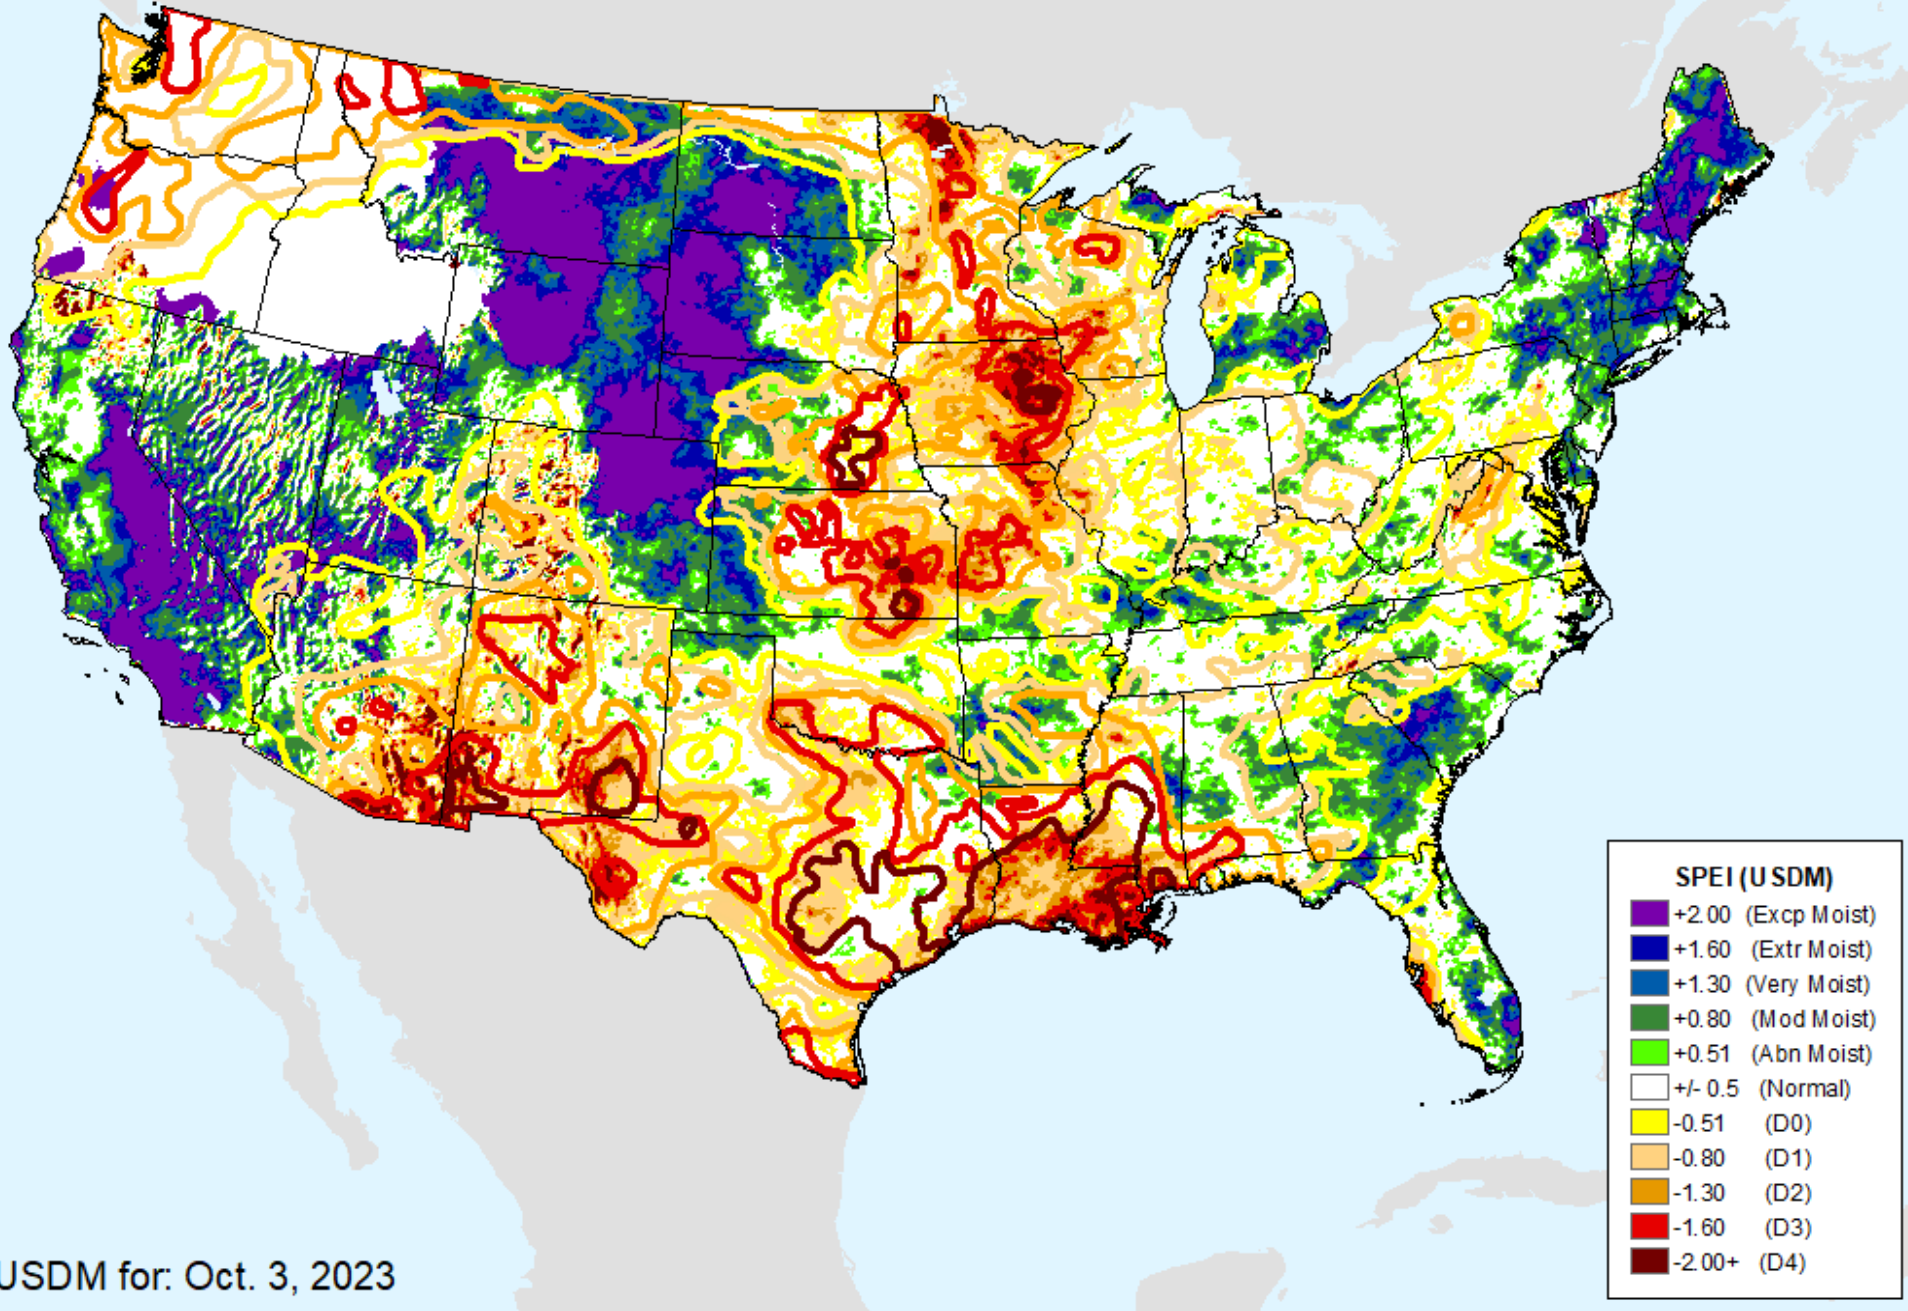 SPEI (USDM)
+2.00 (Excp Moist)
+1.60 (Extr Moist)
+1.30 (Very Moist)
+0.80 (Mod Moist)
+0.51 (Abn Moist)
+/- 0.5 (Normal)
-0.51 (D0)
-0.80 (D1)
-1.30 (D2)
-1.60 (D3)
-2.00+ (D4)
USDM for: Oct. 3, 2023